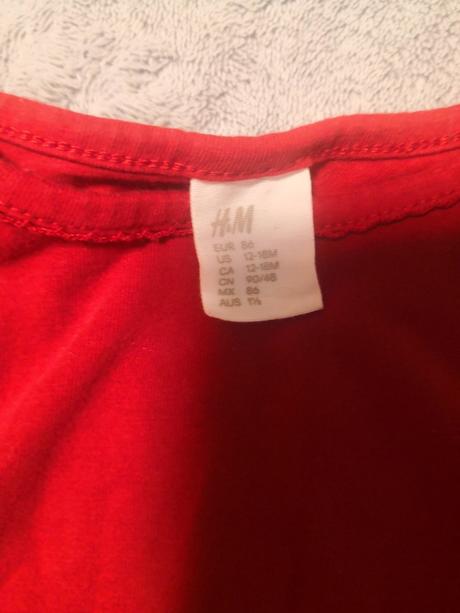 H&M
EUR 86
US 12-18M
CA 12-18M
CN 90/48
MX 86
AUS 1½